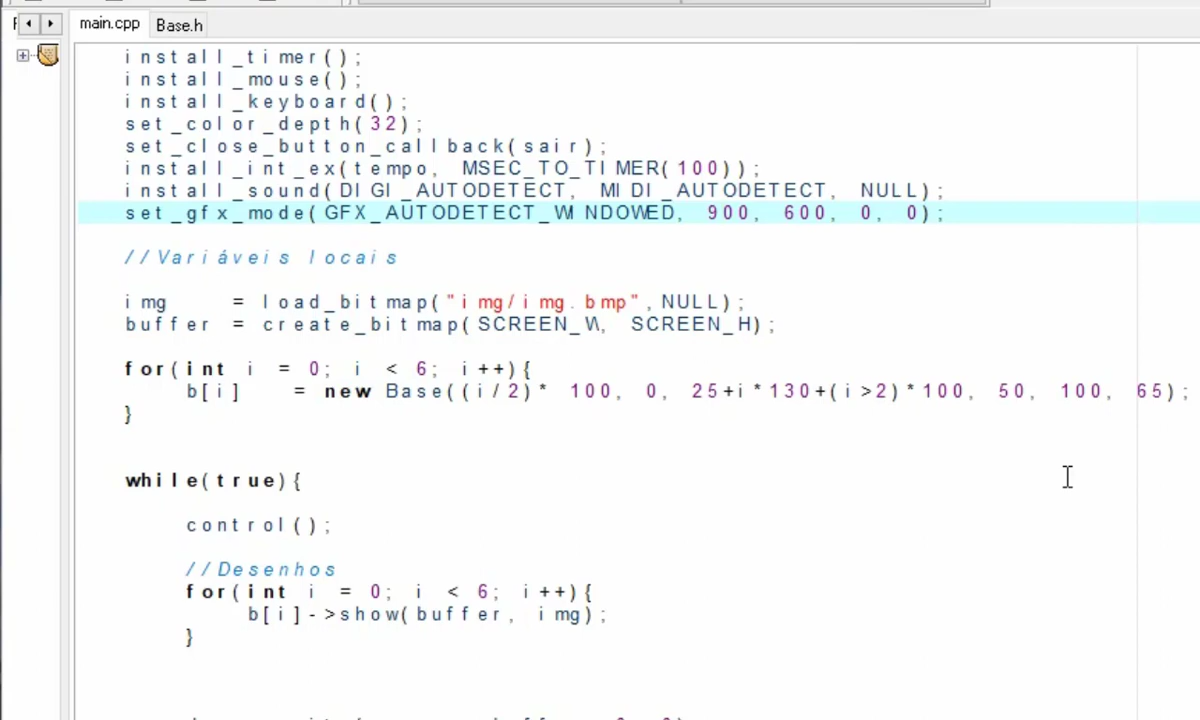 main.cpp Base.h
install_timer();
install_mouse();
install_keyboard();
set_color_depth(32);
set_close_button_callback(sair);
install_int_ex(tempo, MSEC_TO_TIMER(100));
install_sound(DIGI_AUTODETECT, MIDI_AUTODETECT, NULL);
set_gfx_mode(GFX_AUTODETECT_WINDOWED, 900, 600, 0, 0);
//Variáveis locais
img = load_bitmap("img/img.bmp",NULL);
buffer = create_bitmap(SCREEN_W, SCREEN_H);
for(int i = 0; i < 6; i++){
b[i] = new Base((i/2)* 100, 0, 25+i*130+(i>2)*100, 50, 100, 65);
}
while(true){
control();
//Desenhos
for(int i = 0; i < 6; i++){
b[i]->show(buffer, img);
}